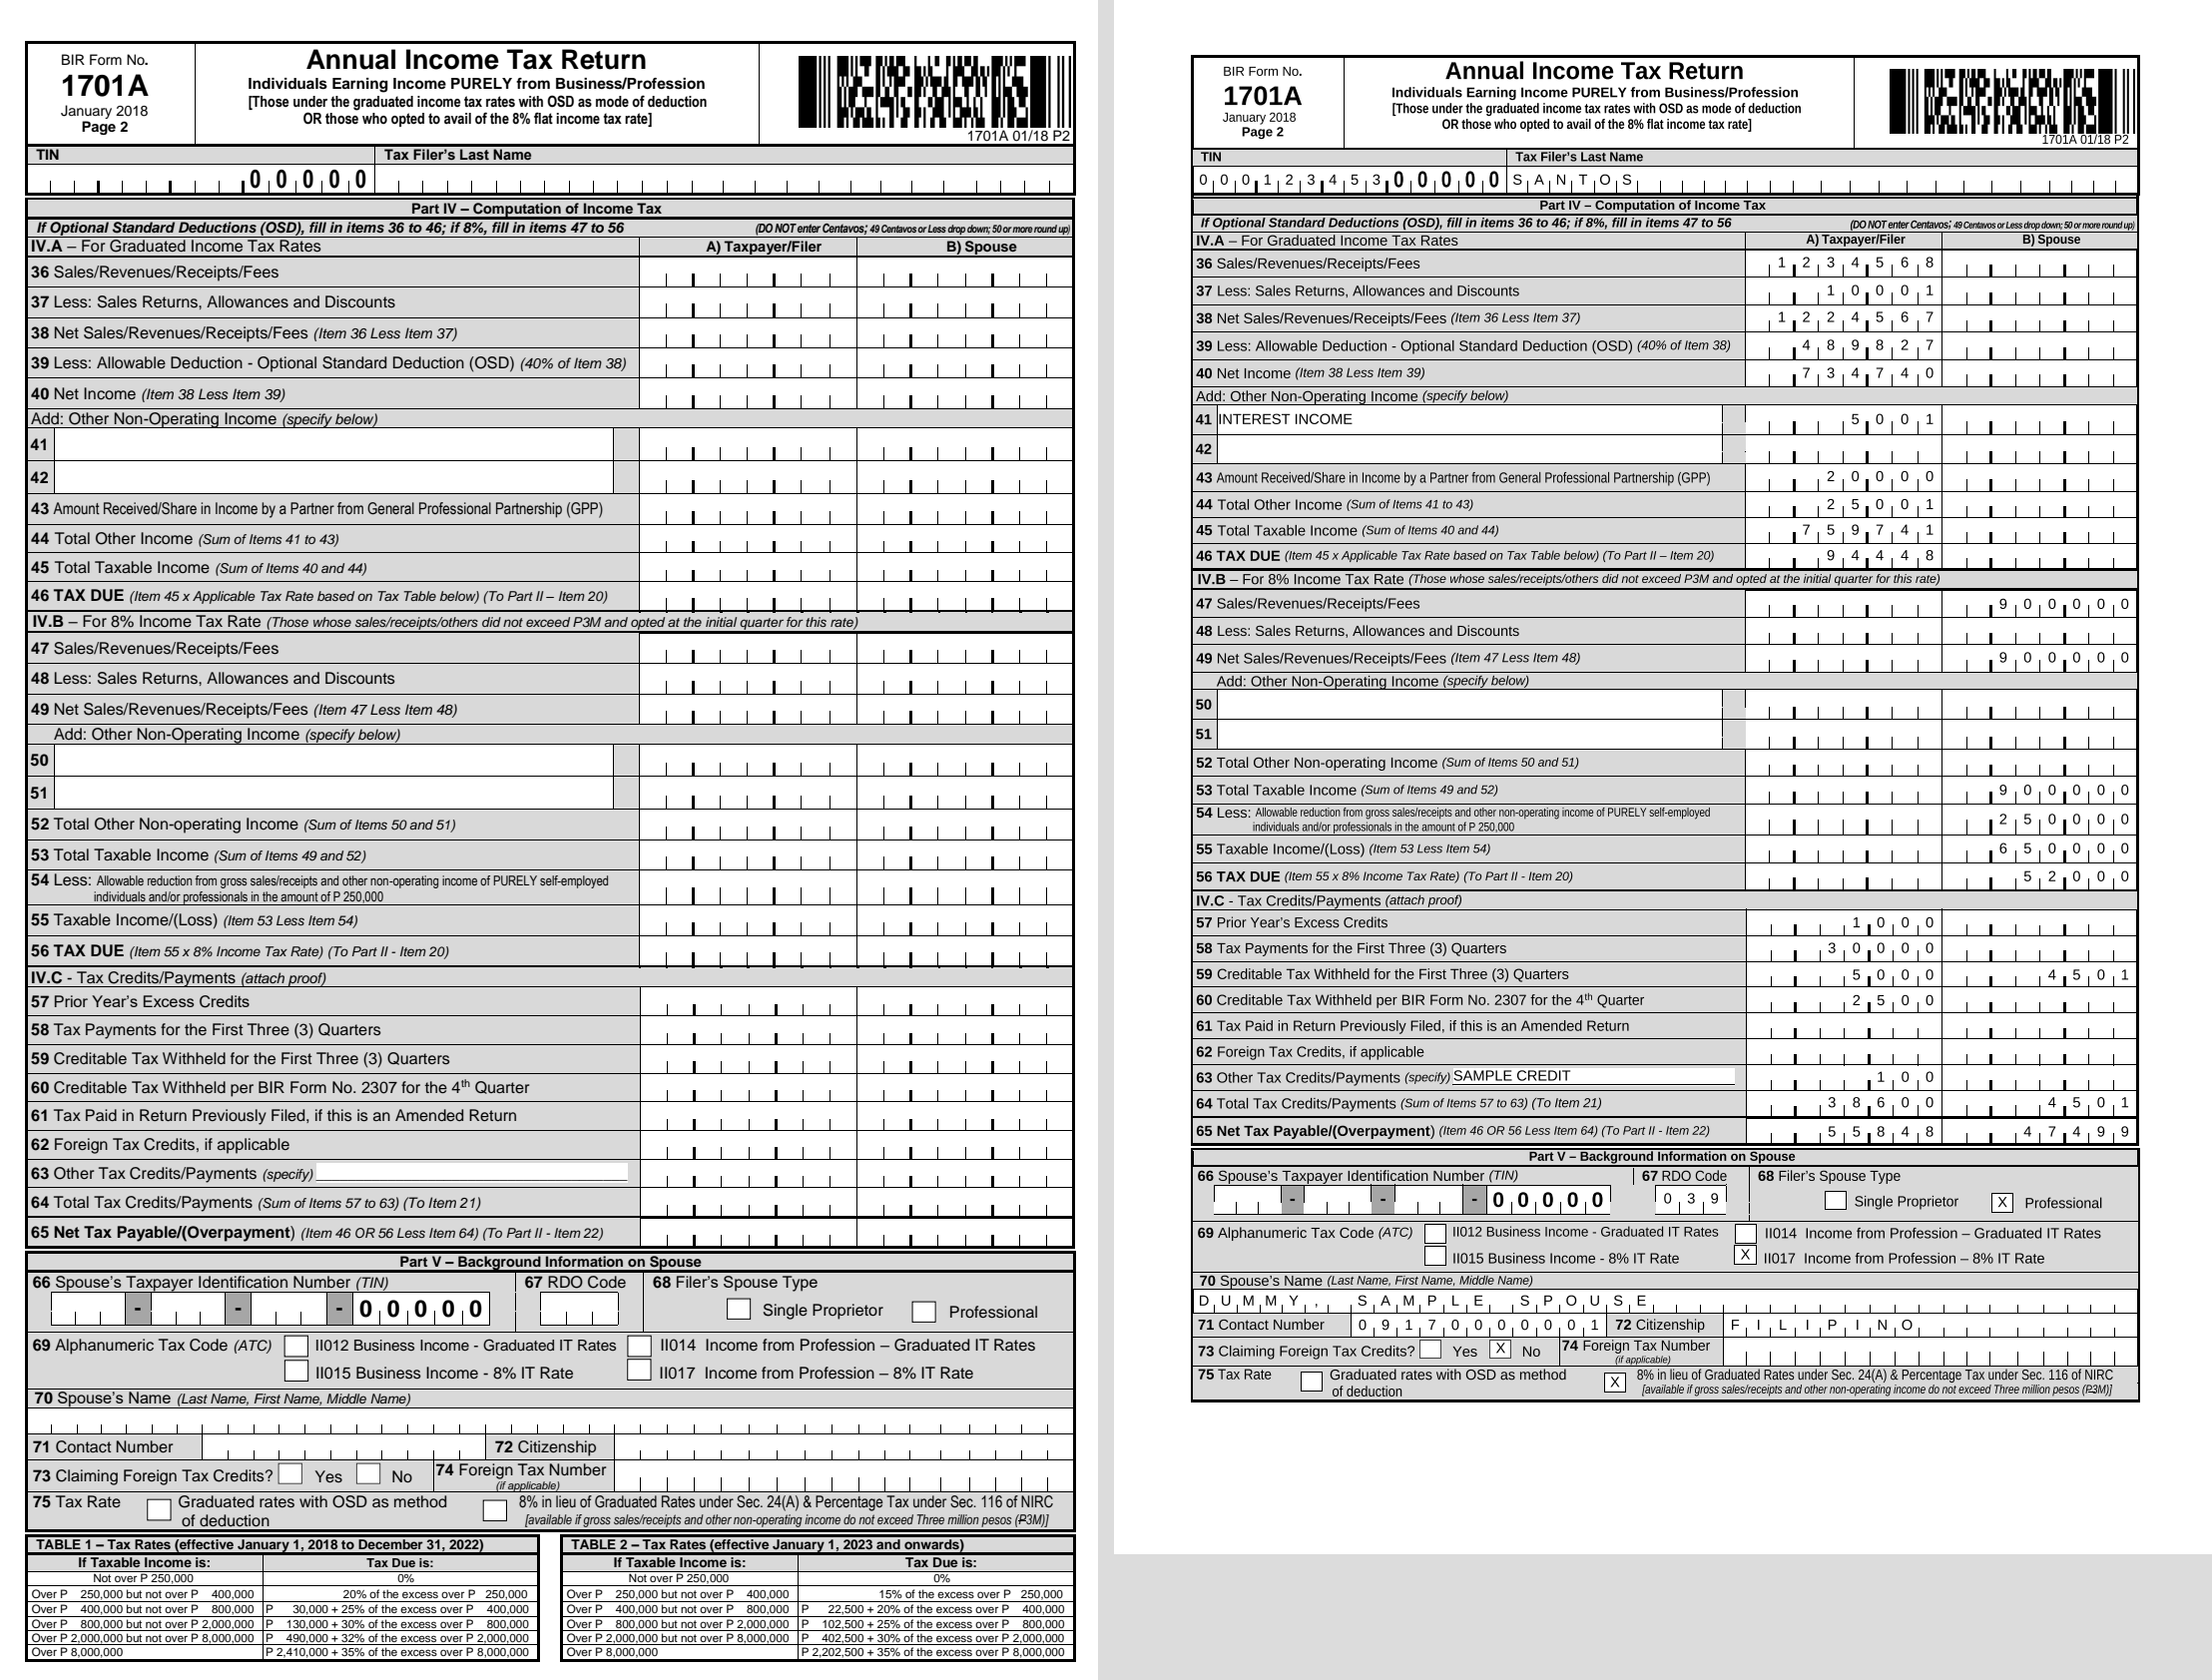 BIR Form No.
1701A
January 2018
Page 2
Annual Income Tax Return
Individuals Earning Income PURELY from Business/Profession
[Those under the graduated income tax rates with OSD as mode of deduction
OR those who opted to avail of the 8% flat income tax rate]
1701A 01/18 P2
TIN Tax Filer's Last Name
0 0 0 0 0
Part IV – Computation of Income Tax
If Optional Standard Deductions (OSD), fill in items 36 to 46; if 8%, fill in items 47 to 56 (DO NOT enter Centavos; 49 Centavos or Less drop down; 50 or more round up)
IV.A – For Graduated Income Tax Rates A) Taxpayer/Filer B) Spouse
36 Sales/Revenues/Receipts/Fees
37 Less: Sales Returns, Allowances and Discounts
38 Net Sales/Revenues/Receipts/Fees (Item 36 Less Item 37)
39 Less: Allowable Deduction - Optional Standard Deduction (OSD) (40% of Item 38)
40 Net Income (Item 38 Less Item 39)
Add: Other Non-Operating Income (specify below)
41
42
43 Amount Received/Share in Income by a Partner from General Professional Partnership (GPP)
44 Total Other Income (Sum of Items 41 to 43)
45 Total Taxable Income (Sum of Items 40 and 44)
46 TAX DUE (Item 45 x Applicable Tax Rate based on Tax Table below) (To Part II – Item 20)
IV.B – For 8% Income Tax Rate (Those whose sales/receipts/others did not exceed P3M and opted at the initial quarter for this rate)
47 Sales/Revenues/Receipts/Fees
48 Less: Sales Returns, Allowances and Discounts
49 Net Sales/Revenues/Receipts/Fees (Item 47 Less Item 48)
Add: Other Non-Operating Income (specify below)
50
51
52 Total Other Non-operating Income (Sum of Items 50 and 51)
53 Total Taxable Income (Sum of Items 49 and 52)
54 Less: Allowable reduction from gross sales/receipts and other non-operating income of PURELY self-employed
individuals and/or professionals in the amount of P 250,000
55 Taxable Income/(Loss) (Item 53 Less Item 54)
56 TAX DUE (Item 55 x 8% Income Tax Rate) (To Part II - Item 20)
IV.C - Tax Credits/Payments (attach proof)
57 Prior Year's Excess Credits
58 Tax Payments for the First Three (3) Quarters
59 Creditable Tax Withheld for the First Three (3) Quarters
60 Creditable Tax Withheld per BIR Form No. 2307 for the 4th Quarter
61 Tax Paid in Return Previously Filed, if this is an Amended Return
62 Foreign Tax Credits, if applicable
63 Other Tax Credits/Payments (specify)
64 Total Tax Credits/Payments (Sum of Items 57 to 63) (To Item 21)
65 Net Tax Payable/(Overpayment) (Item 46 OR 56 Less Item 64) (To Part II - Item 22)
Part V – Background Information on Spouse
66 Spouse's Taxpayer Identification Number (TIN) 67 RDO Code 68 Filer's Spouse Type
- - - 0 0 0 0 0 Single Proprietor Professional
69 Alphanumeric Tax Code (ATC) II012 Business Income - Graduated IT Rates II014 Income from Profession – Graduated IT Rates
II015 Business Income - 8% IT Rate II017 Income from Profession – 8% IT Rate
70 Spouse's Name (Last Name, First Name, Middle Name)
71 Contact Number 72 Citizenship
73 Claiming Foreign Tax Credits? Yes No 74 Foreign Tax Number
(if applicable)
75 Tax Rate Graduated rates with OSD as method 8% in lieu of Graduated Rates under Sec. 24(A) & Percentage Tax under Sec. 116 of NIRC
of deduction [available if gross sales/receipts and other non-operating income do not exceed Three million pesos (P3M)]
TABLE 1 – Tax Rates (effective January 1, 2018 to December 31, 2022)
If Taxable Income is: Tax Due is:
Not over P 250,000 0%
Over P 250,000 but not over P 400,000 20% of the excess over P 250,000
Over P 400,000 but not over P 800,000 P 30,000 + 25% of the excess over P 400,000
Over P 800,000 but not over P 2,000,000 P 130,000 + 30% of the excess over P 800,000
Over P 2,000,000 but not over P 8,000,000 P 490,000 + 32% of the excess over P 2,000,000
Over P 8,000,000 P 2,410,000 + 35% of the excess over P 8,000,000
TABLE 2 – Tax Rates (effective January 1, 2023 and onwards)
If Taxable Income is: Tax Due is:
Not over P 250,000 0%
Over P 250,000 but not over P 400,000 15% of the excess over P 250,000
Over P 400,000 but not over P 800,000 P 22,500 + 20% of the excess over P 400,000
Over P 800,000 but not over P 2,000,000 P 102,500 + 25% of the excess over P 800,000
Over P 2,000,000 but not over P 8,000,000 P 402,500 + 30% of the excess over P 2,000,000
Over P 8,000,000 P 2,202,500 + 35% of the excess over P 8,000,000
BIR Form No.
1701A
January 2018
Page 2
Annual Income Tax Return
Individuals Earning Income PURELY from Business/Profession
[Those under the graduated income tax rates with OSD as mode of deduction
OR those who opted to avail of the 8% flat income tax rate]
1701A 01/18 P2
TIN Tax Filer's Last Name
0 0 0 1 2 3 4 5 3 0 0 0 0 0 S A N T O S
Part IV – Computation of Income Tax
If Optional Standard Deductions (OSD), fill in items 36 to 46; if 8%, fill in items 47 to 56 (DO NOT enter Centavos; 49 Centavos or Less drop down; 50 or more round up)
IV.A – For Graduated Income Tax Rates A) Taxpayer/Filer B) Spouse
36 Sales/Revenues/Receipts/Fees 1 2 3 4 5 6 8
37 Less: Sales Returns, Allowances and Discounts 1 0 0 0 1
38 Net Sales/Revenues/Receipts/Fees (Item 36 Less Item 37) 1 2 2 4 5 6 7
39 Less: Allowable Deduction - Optional Standard Deduction (OSD) (40% of Item 38) 4 8 9 8 2 7
40 Net Income (Item 38 Less Item 39) 7 3 4 7 4 0
Add: Other Non-Operating Income (specify below)
41 INTEREST INCOME 5 0 0 1
42
43 Amount Received/Share in Income by a Partner from General Professional Partnership (GPP) 2 0 0 0 0
44 Total Other Income (Sum of Items 41 to 43) 2 5 0 0 1
45 Total Taxable Income (Sum of Items 40 and 44) 7 5 9 7 4 1
46 TAX DUE (Item 45 x Applicable Tax Rate based on Tax Table below) (To Part II – Item 20) 9 4 4 4 8
IV.B – For 8% Income Tax Rate (Those whose sales/receipts/others did not exceed P3M and opted at the initial quarter for this rate)
47 Sales/Revenues/Receipts/Fees 9 0 0 0 0 0
48 Less: Sales Returns, Allowances and Discounts
49 Net Sales/Revenues/Receipts/Fees (Item 47 Less Item 48) 9 0 0 0 0 0
Add: Other Non-Operating Income (specify below)
50
51
52 Total Other Non-operating Income (Sum of Items 50 and 51)
53 Total Taxable Income (Sum of Items 49 and 52) 9 0 0 0 0 0
54 Less: Allowable reduction from gross sales/receipts and other non-operating income of PURELY self-employed
individuals and/or professionals in the amount of P 250,000 2 5 0 0 0 0
55 Taxable Income/(Loss) (Item 53 Less Item 54) 6 5 0 0 0 0
56 TAX DUE (Item 55 x 8% Income Tax Rate) (To Part II - Item 20) 5 2 0 0 0
IV.C - Tax Credits/Payments (attach proof)
57 Prior Year's Excess Credits 1 0 0 0
58 Tax Payments for the First Three (3) Quarters 3 0 0 0 0
59 Creditable Tax Withheld for the First Three (3) Quarters 5 0 0 0 4 5 0 1
60 Creditable Tax Withheld per BIR Form No. 2307 for the 4th Quarter 2 5 0 0
61 Tax Paid in Return Previously Filed, if this is an Amended Return
62 Foreign Tax Credits, if applicable
63 Other Tax Credits/Payments (specify) SAMPLE CREDIT 1 0 0
64 Total Tax Credits/Payments (Sum of Items 57 to 63) (To Item 21) 3 8 6 0 0 4 5 0 1
65 Net Tax Payable/(Overpayment) (Item 46 OR 56 Less Item 64) (To Part II - Item 22) 5 5 8 4 8 4 7 4 9 9
Part V – Background Information on Spouse
66 Spouse's Taxpayer Identification Number (TIN) 67 RDO Code 68 Filer's Spouse Type
- - - 0 0 0 0 0 0 3 9 Single Proprietor X Professional
69 Alphanumeric Tax Code (ATC) II012 Business Income - Graduated IT Rates II014 Income from Profession – Graduated IT Rates
II015 Business Income - 8% IT Rate X II017 Income from Profession – 8% IT Rate
70 Spouse's Name (Last Name, First Name, Middle Name)
D U M M Y , S A M P L E S P O U S E
71 Contact Number 0 9 1 7 0 0 0 0 0 0 1 72 Citizenship F I L I P I N O
73 Claiming Foreign Tax Credits? Yes X No 74 Foreign Tax Number
(if applicable)
75 Tax Rate Graduated rates with OSD as method X 8% in lieu of Graduated Rates under Sec. 24(A) & Percentage Tax under Sec. 116 of NIRC
of deduction [available if gross sales/receipts and other non-operating income do not exceed Three million pesos (P3M)]